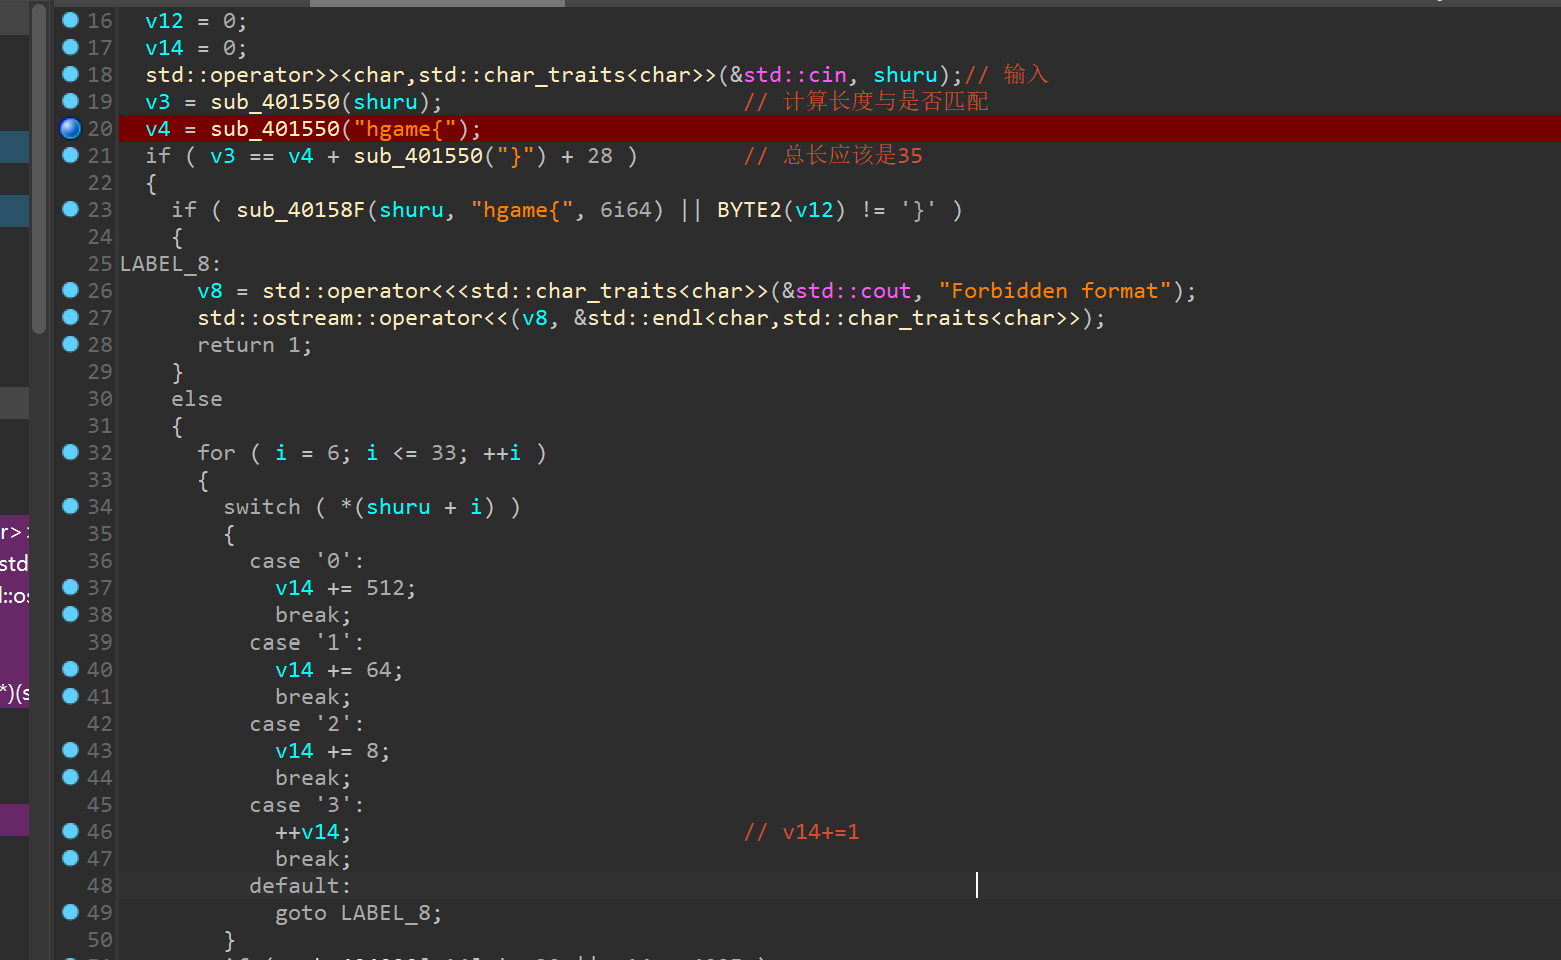 16 v12 = 0;
17 v14 = 0;
18 std::operator>><char,std::char_traits<char>>(&std::cin, shuru);// 输入
19 v3 = sub_401550(shuru); // 计算长度与是否匹配
20 v4 = sub_401550("hgame{");
21 if ( v3 == v4 + sub_401550("}") + 28 ) // 总长应该是35
22 {
23 if ( sub_40158F(shuru, "hgame{", 6i64) || BYTE2(v12) != '}' )
24 {
25 LABEL_8:
26 v8 = std::operator<<<std::char_traits<char>>(&std::cout, "Forbidden format");
27 std::ostream::operator<<(v8, &std::endl<char,std::char_traits<char>>);
28 return 1;
29 }
30 else
31 {
32 for ( i = 6; i <= 33; ++i )
33 {
34 switch ( *(shuru + i) )
35 {
36 case '0':
37 v14 += 512;
38 break;
39 case '1':
40 v14 += 64;
41 break;
42 case '2':
43 v14 += 8;
44 break;
45 case '3':
46 ++v14; // v14+=1
47 break;
48 default:
49 goto LABEL_8;
50 }
r>
std
l::os
*)(s